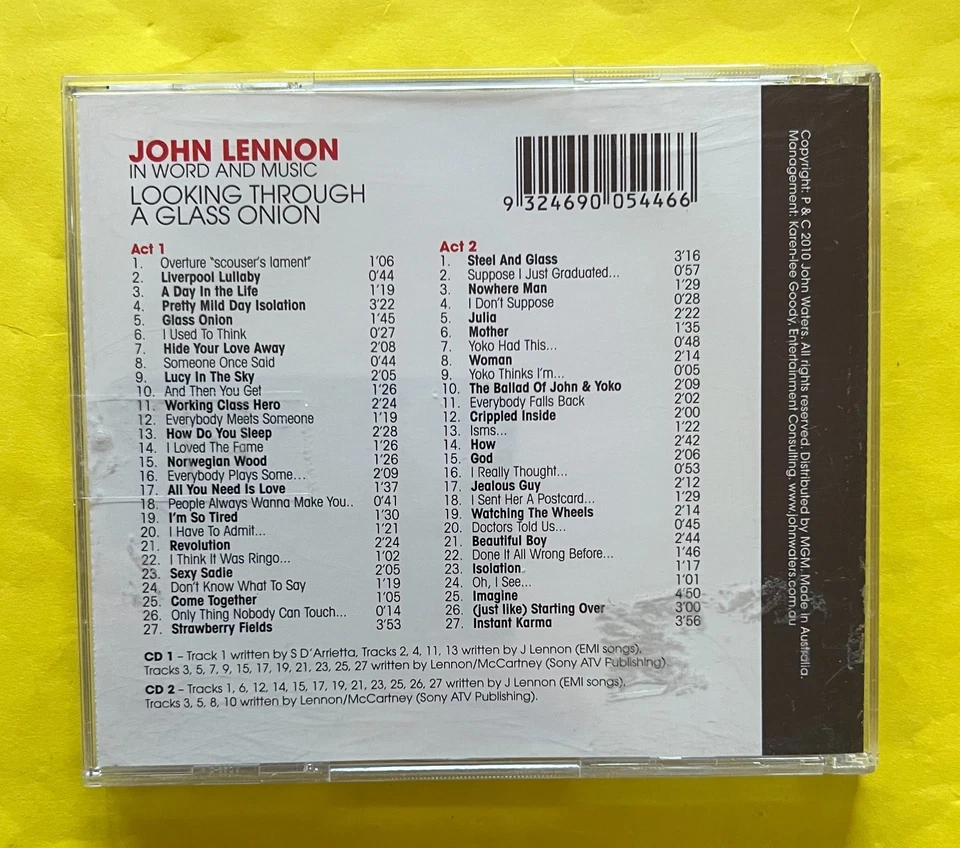 JOHN LENNON
IN WORD AND MUSIC
LOOKING THROUGH
A GLASS ONION
9 324690 054466
Act 1
1. Overture "scouser's lament" 1'06
2. Liverpool Lullaby 0'44
3. A Day In the Life 1'19
4. Pretty Mild Day Isolation 3'22
5. Glass Onion 1'45
6. I Used To Think 0'27
7. Hide Your Love Away 2'08
8. Someone Once Said 0'44
9. Lucy In The Sky 2'05
10. And Then You Get 1'26
11. Working Class Hero 2'24
12. Everybody Meets Someone 1'19
13. How Do You Sleep 2'28
14. I Loved The Fame 1'26
15. Norwegian Wood 1'26
16. Everybody Plays Some... 2'09
17. All You Need Is Love 1'37
18. People Always Wanna Make You.. 0'41
19. I'm So Tired 1'30
20. I Have To Admit... 1'21
21. Revolution 2'24
22. I Think It Was Ringo... 1'02
23. Sexy Sadie 2'05
24. Don't Know What To Say 1'19
25. Come Together 1'05
26. Only Thing Nobody Can Touch... 0'14
27. Strawberry Fields 3'53
Act 2
1. Steel And Glass 3'16
2. Suppose I Just Graduated... 0'57
3. Nowhere Man 1'29
4. I Don't Suppose 0'28
5. Julia 2'22
6. Mother 1'35
7. Yoko Had This... 0'48
8. Woman 2'14
9. Yoko Thinks I'm... 0'05
10. The Ballad Of John & Yoko 2'09
11. Everybody Falls Back 2'02
12. Crippled Inside 2'00
13. Isms... 1'22
14. How 2'42
15. God 2'06
16. I Really Thought... 0'53
17. Jealous Guy 2'12
18. I Sent Her A Postcard... 1'29
19. Watching The Wheels 2'14
20. Doctors Told Us... 0'45
21. Beautiful Boy 2'44
22. Done It All Wrong Before... 1'46
23. Isolation 1'17
24. Oh, I See... 1'01
25. Imagine 4'50
26. (just like) Starting Over 3'00
27. Instant Karma 3'56
CD 1 – Track 1 written by S D'Arrietta, Tracks 2, 4, 11, 13 written by J Lennon (EMI songs),
Tracks 3, 5, 7, 9, 15, 17, 19, 21, 23, 25, 27 written by Lennon/McCartney (Sony ATV Publishing)
CD 2 – Tracks 1, 6, 12, 14, 15, 17, 19, 21, 23, 25, 26, 27 written by J Lennon (EMI songs),
Tracks 3, 5, 8, 10 written by Lennon/McCartney (Sony ATV Publishing).
Copyright: P & C 2010 John Waters. All rights reserved. Distributed by MGM. Made in Australia.
Management: Karen-lee Goody, Entertainment Consulting. www.johnwaters.com.au